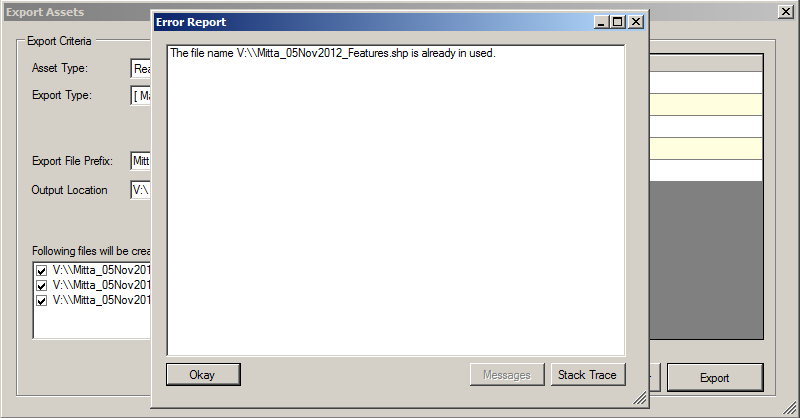 Export Assets
Error Report
Export Criteria
The file name V:\\Mitta_05Nov2012_Features.shp is already in used.
Asset Type:
Rea
Export Type:
[ Ma
Export File Prefix:
Mitt
Output Location
V:\
Following files will be crea
V:\\Mitta_05Nov201
V:\\Mitta_05Nov201
V:\\Mitta_05Nov201
Okay
Messages
Stack Trace
Export